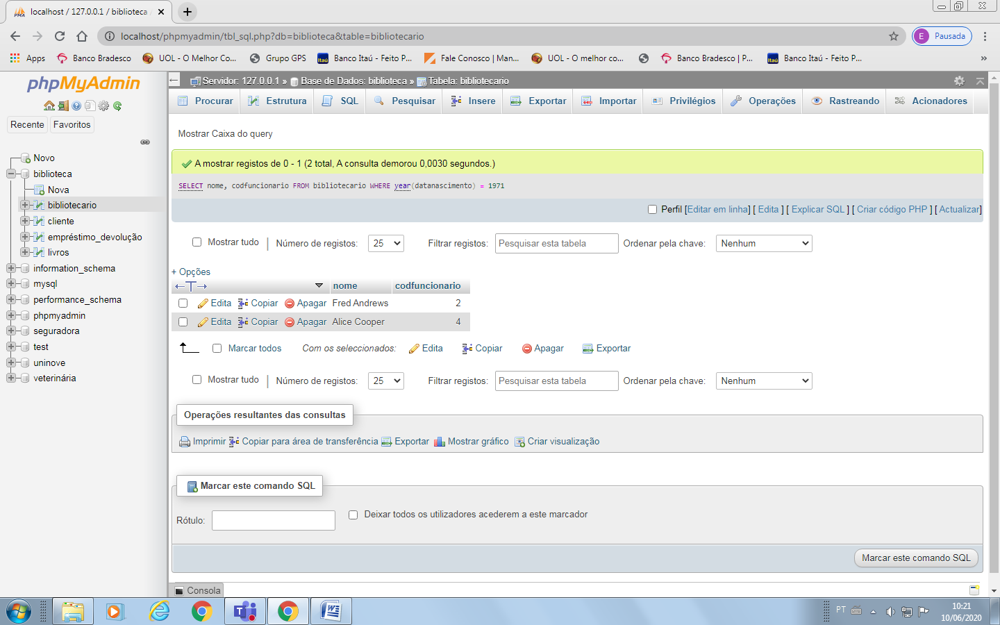 localhost / 127.0.0.1 / biblioteca
localhost/phpmyadmin/tbl_sql.php?db=biblioteca&table=bibliotecario
E Pausada
Apps Banco Bradesco UOL - O Melhor Co... Grupo GPS Banco Itaú - Feito P... Fale Conosco | Man... UOL - O melhor co... Banco Bradesco | P... Banco Itaú - Feito P... »
phpMyAdmin
Recente Favoritos
Novo
biblioteca
Nova
bibliotecario
cliente
empréstimo_devolução
livros
information_schema
mysql
performance_schema
phpmyadmin
seguradora
test
uninove
veterinária
Servidor: 127.0.0.1 » Base de Dados: biblioteca » Tabela: bibliotecario
Procurar Estrutura SQL Pesquisar Insere Exportar Importar Privilégios Operações Rastreando Acionadores
Mostrar Caixa do query
A mostrar registos de 0 - 1 (2 total, A consulta demorou 0,0030 segundos.)
SELECT nome, codfuncionario FROM bibliotecario WHERE year(datanascimento) = 1971
Perfil [Editar em linha] [ Edita ] [ Explicar SQL ] [ Criar código PHP ] [ Actualizar]
Mostrar tudo | Número de registos: 25 Filtrar registos: Pesquisar esta tabela Ordenar pela chave: Nenhum
+ Opções
←T→ nome codfuncionario
Edita Copiar Apagar Fred Andrews 2
Edita Copiar Apagar Alice Cooper 4
Marcar todos Com os seleccionados: Edita Copiar Apagar Exportar
Mostrar tudo | Número de registos: 25 Filtrar registos: Pesquisar esta tabela Ordenar pela chave: Nenhum
Operações resultantes das consultas
Imprimir Copiar para área de transferência Exportar Mostrar gráfico Criar visualização
Marcar este comando SQL
Rótulo: Deixar todos os utilizadores acederem a este marcador
Marcar este comando SQL
Consola
PT 10:21
10/06/2020